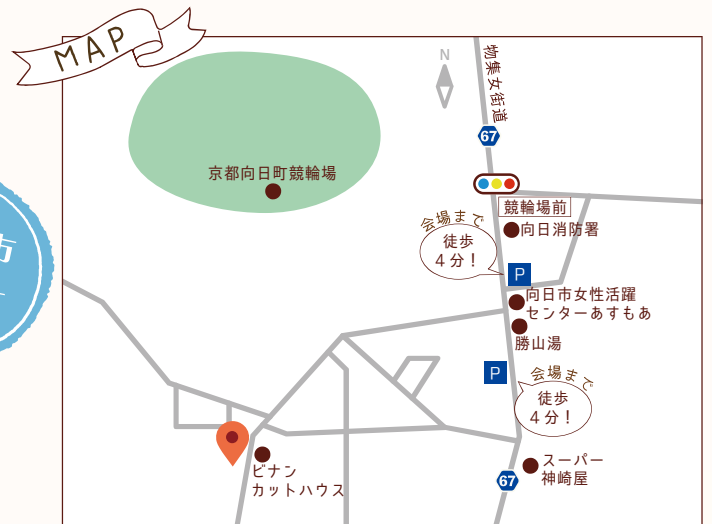 MAP
N
物集女街道
67
京都向日町競輪場
競輪場前
向日消防署
会場まで
徒歩
4分！
P
向日市女性活躍
センターあすもあ
勝山湯
P
会場まで
徒歩
4分！
ビナン
カットハウス
スーパー
神崎屋
67